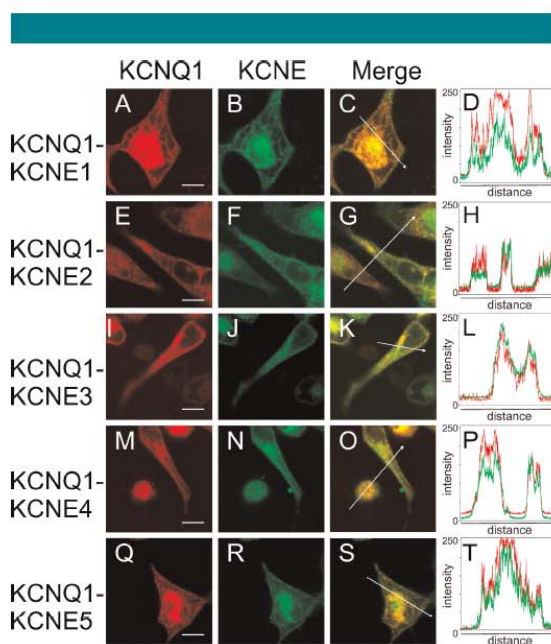 KCNQ1 KCNE Merge
KCNQ1-
KCNE1
A B C D
250
intensity
0
distance
KCNQ1-
KCNE2
E F G H
250
intensity
0
distance
KCNQ1-
KCNE3
I J K L
250
intensity
0
distance
KCNQ1-
KCNE4
M N O P
250
intensity
0
distance
KCNQ1-
KCNE5
Q R S T
250
intensity
0
distance